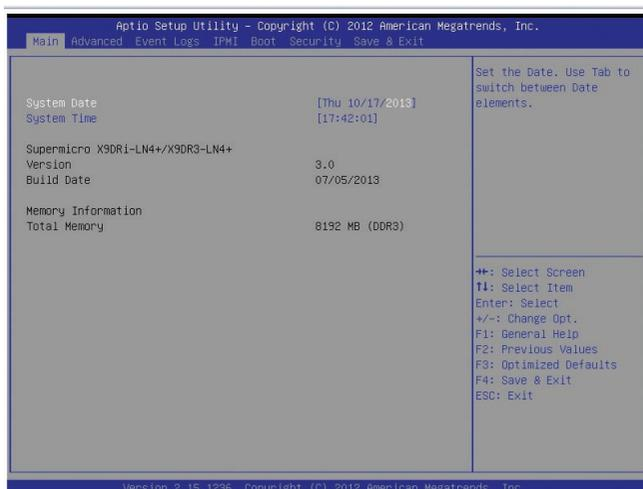 Aptio Setup Utility - Copyright (C) 2012 American Megatrends, Inc.
Main Advanced Event Logs IPMI Boot Security Save & Exit
Set the Date. Use Tab to
switch between Date
elements.
System Date [Thu 10/17/2013]
System Time [17:42:01]
Supermicro X9DRi-LN4+/X9DR3-LN4+
Version 3.0
Build Date 07/05/2013
Memory Information
Total Memory 8192 MB (DDR3)
→←: Select Screen
↑↓: Select Item
Enter: Select
+/-: Change Opt.
F1: General Help
F2: Previous Values
F3: Optimized Defaults
F4: Save & Exit
ESC: Exit
Version 2.15.1236. Copyright (C) 2012 American Megatrends, Inc.